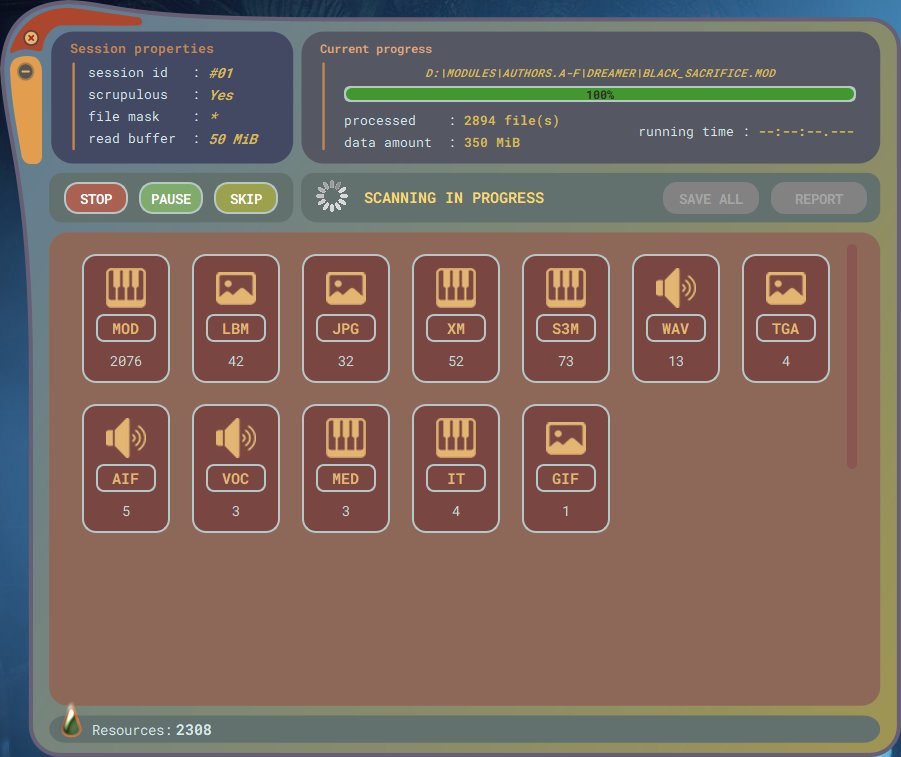 Session properties
session id : #01
scrupulous : Yes
file mask : *
read buffer : 50 MiB
Current progress
D:\MODULES\AUTHORS.A-F\DREAMER\BLACK_SACRIFICE.MOD
100%
processed : 2894 file(s)
data amount : 350 MiB
running time : --:--:--.---
STOP PAUSE SKIP
SCANNING IN PROGRESS
SAVE ALL REPORT
MOD LBM JPG XM S3M WAV TGA
2076 42 32 52 73 13 4
AIF VOC MED IT GIF
5 3 3 4 1
Resources: 2308